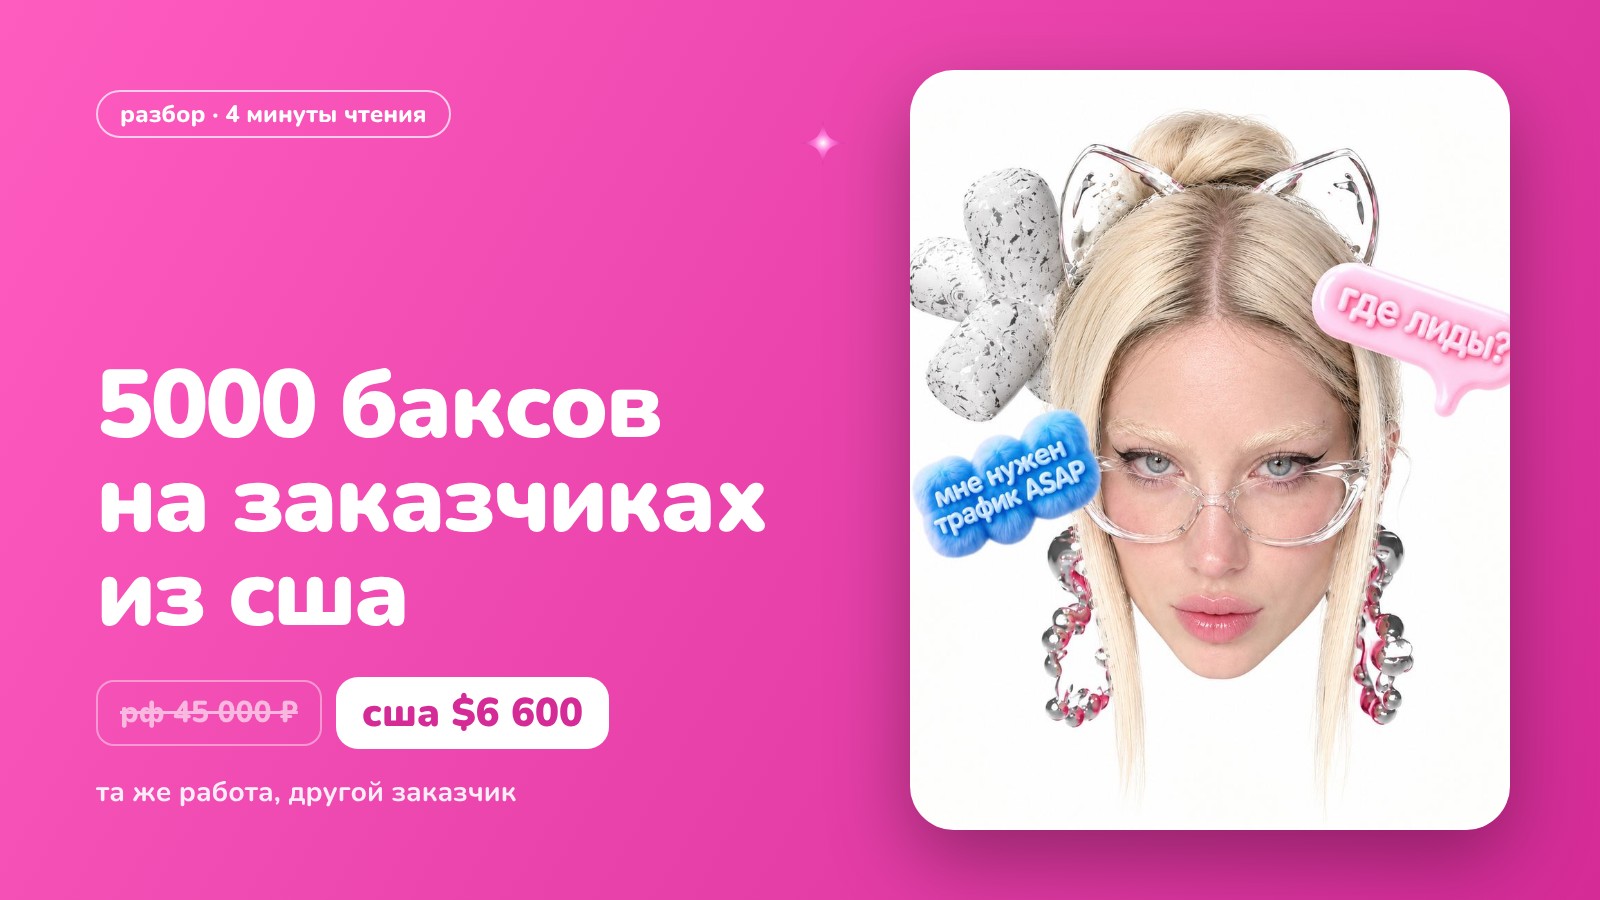 разбор · 4 минуты чтения
5000 баксов
на заказчиках
из сша
рф 45 000 ₽
сша $6 600
та же работа, другой заказчик
где лиды?
мне нужен
трафик ASAP